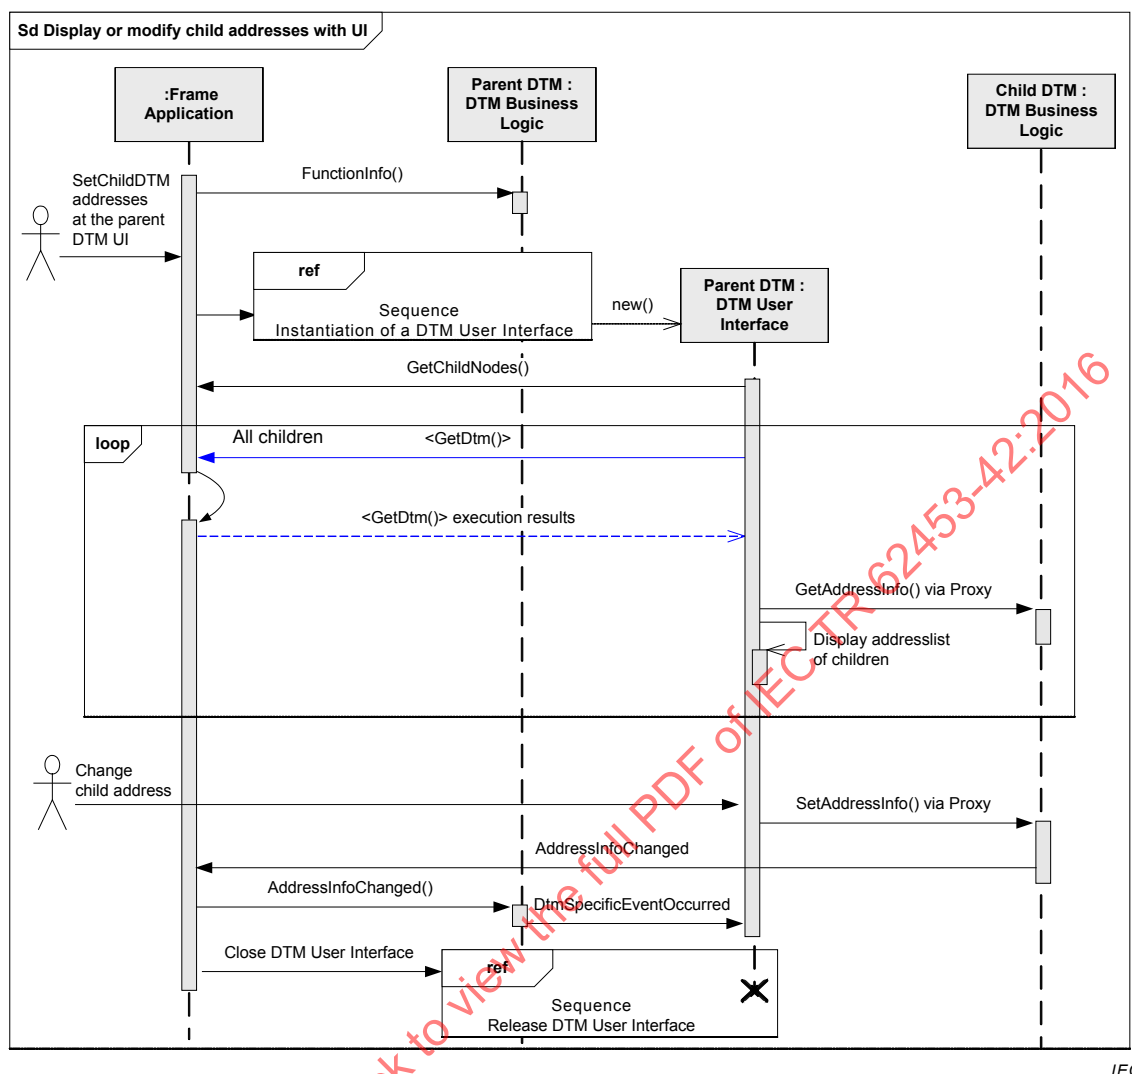 Sd Display or modify child addresses with UI
:Frame
Application
Parent DTM :
DTM Business
Logic
Child DTM :
DTM Business
Logic
SetChildDTM
addresses
at the parent
DTM UI
FunctionInfo()
ref
Sequence
Instantiation of a DTM User Interface
new()
Parent DTM :
DTM User
Interface
GetChildNodes()
loop
All children
<GetDtm()>
<GetDtm()> execution results
GetAddressInfo() via Proxy
Display addresslist
of children
Change
child address
SetAddressInfo() via Proxy
AddressInfoChanged
AddressInfoChanged()
DtmSpecificEventOccurred
Close DTM User Interface
ref
Sequence
Release DTM User Interface
k to view the full PDF of IEC TR 62453-42:2016
IEC